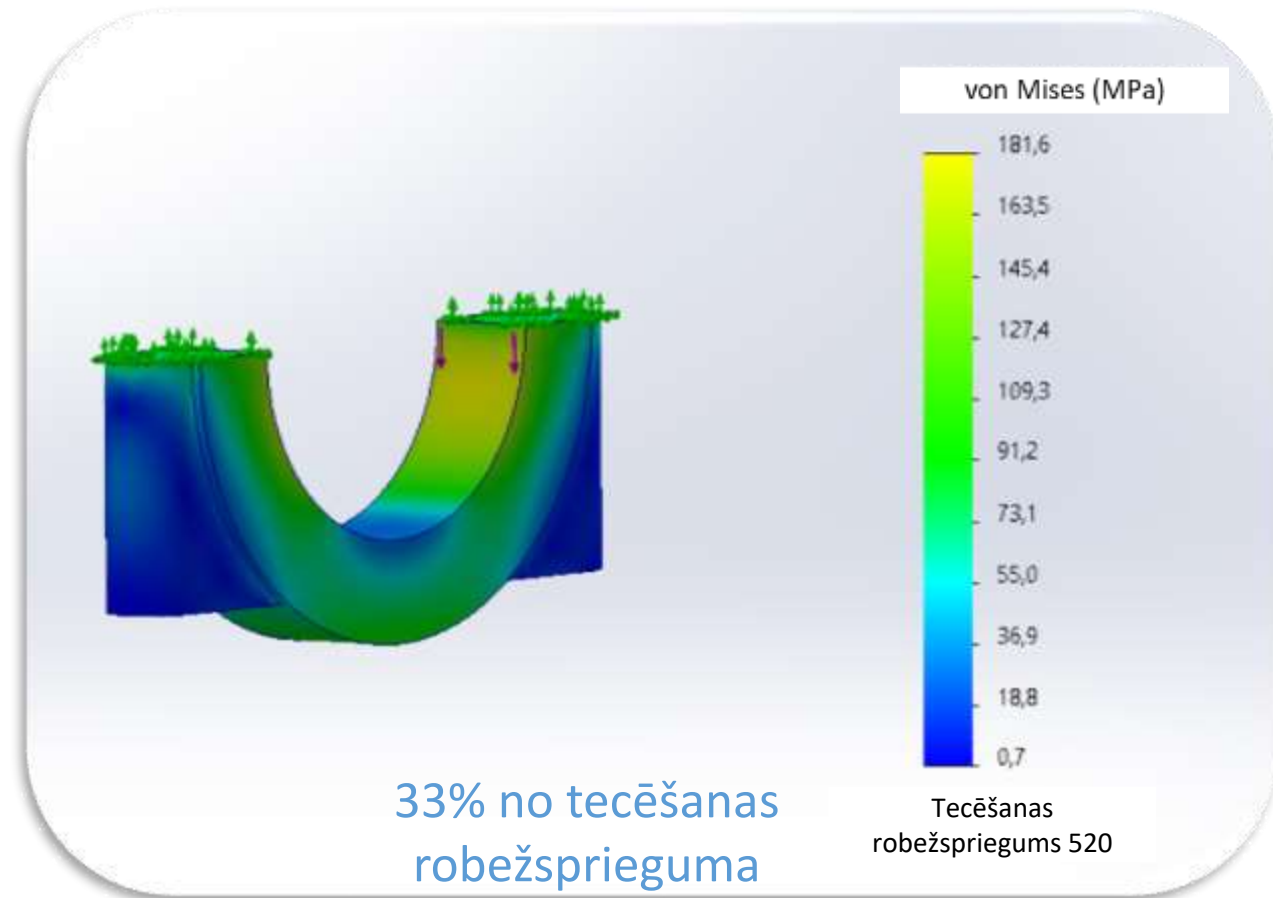 von Mises (MPa)
181,6
163,5
145,4
127,4
109,3
91,2
73,1
55,0
36,9
18,8
0,7
33% no tecēšanas
robežsprieguma
Tecēšanas
robežspriegums 520